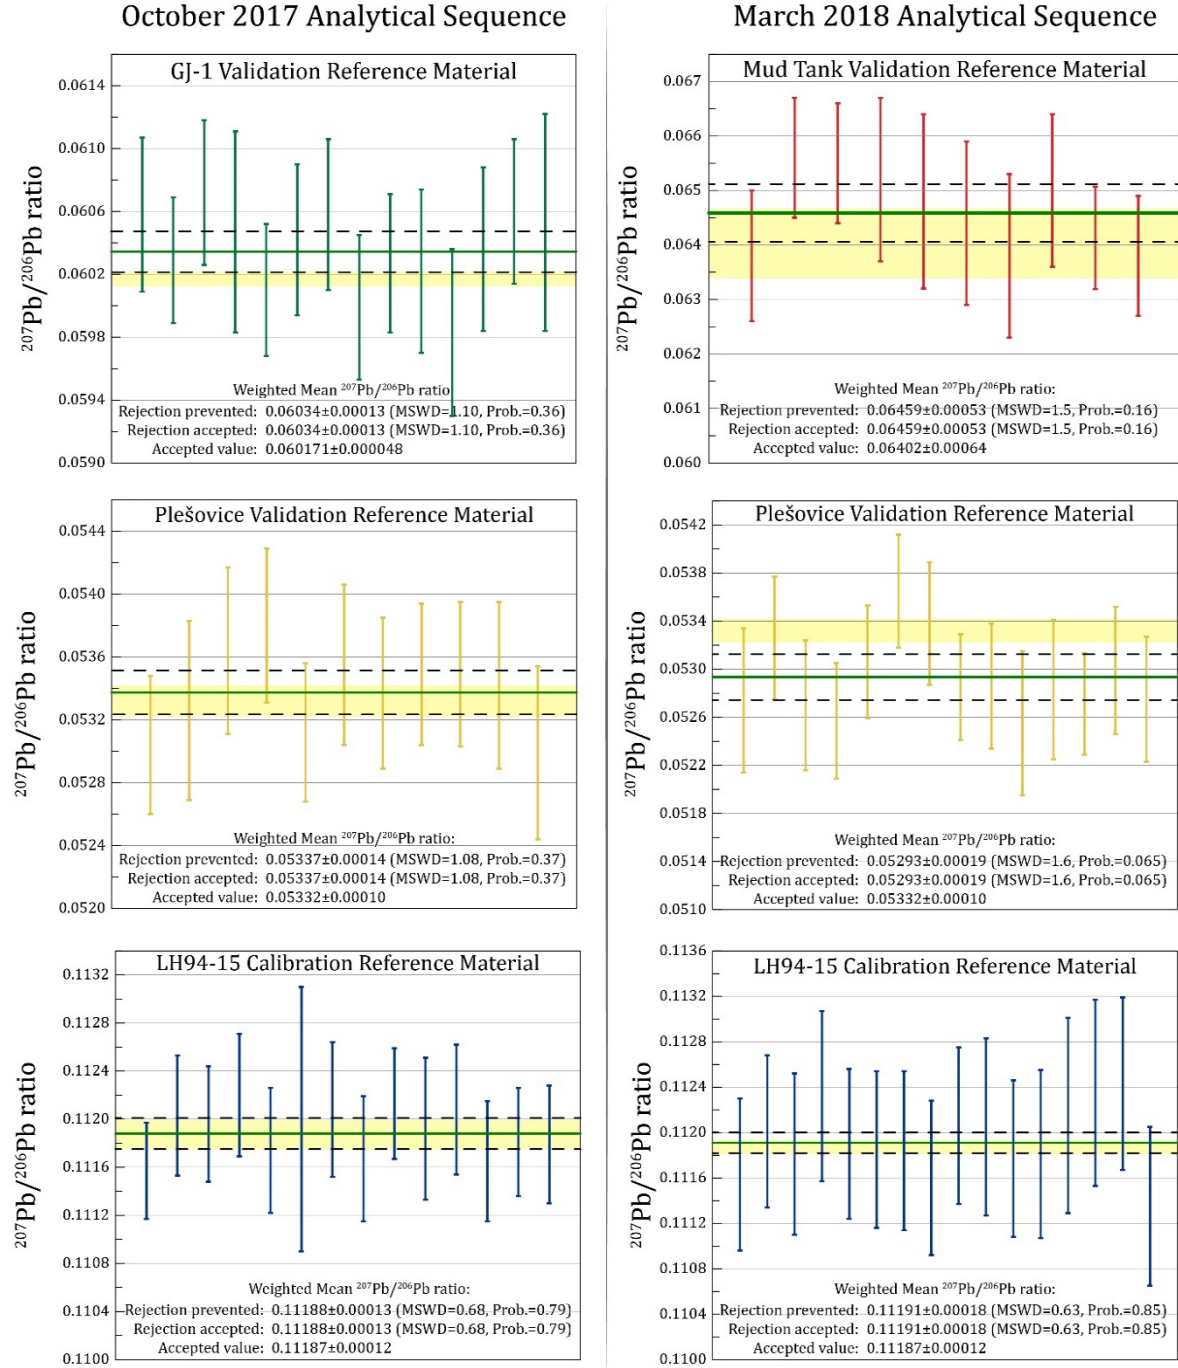 October 2017 Analytical Sequence
GJ-1 Validation Reference Material
²⁰⁷Pb/²⁰⁶Pb ratio
0.0614
0.0610
0.0606
0.0602
0.0598
0.0594
0.0590
Weighted Mean ²⁰⁷Pb/²⁰⁶Pb ratio
Rejection prevented: 0.06034±0.00013 (MSWD=1.10, Prob.=0.36)
Rejection accepted: 0.06034±0.00013 (MSWD=1.10, Prob.=0.36)
Accepted value: 0.060171±0.000048
Plešovice Validation Reference Material
²⁰⁷Pb/²⁰⁶Pb ratio
0.0544
0.0540
0.0536
0.0532
0.0528
0.0524
0.0520
Weighted Mean ²⁰⁷Pb/²⁰⁶Pb ratio:
Rejection prevented: 0.05337±0.00014 (MSWD=1.08, Prob.=0.37)
Rejection accepted: 0.05337±0.00014 (MSWD=1.08, Prob.=0.37)
Accepted value: 0.05332±0.00010
LH94-15 Calibration Reference Material
²⁰⁷Pb/²⁰⁶Pb ratio
0.1132
0.1128
0.1124
0.1120
0.1116
0.1112
0.1108
0.1104
0.1100
Weighted Mean ²⁰⁷Pb/²⁰⁶Pb ratio:
Rejection prevented: 0.11188±0.00013 (MSWD=0.68, Prob.=0.79)
Rejection accepted: 0.11188±0.00013 (MSWD=0.68, Prob.=0.79)
Accepted value: 0.11187±0.00012
March 2018 Analytical Sequence
Mud Tank Validation Reference Material
²⁰⁷Pb/²⁰⁶Pb ratio
0.067
0.066
0.065
0.064
0.063
0.062
0.061
0.060
Weighted Mean ²⁰⁷Pb/²⁰⁶Pb ratio:
Rejection prevented: 0.06459±0.00053 (MSWD=1.5, Prob.=0.16)
Rejection accepted: 0.06459±0.00053 (MSWD=1.5, Prob.=0.16)
Accepted value: 0.06402±0.00064
Plešovice Validation Reference Material
²⁰⁷Pb/²⁰⁶Pb ratio
0.0542
0.0538
0.0534
0.0530
0.0526
0.0522
0.0518
0.0514
0.0510
Weighted Mean ²⁰⁷Pb/²⁰⁶Pb ratio:
Rejection prevented: 0.05293±0.00019 (MSWD=1.6, Prob.=0.065)
Rejection accepted: 0.05293±0.00019 (MSWD=1.6, Prob.=0.065)
Accepted value: 0.05332±0.00010
LH94-15 Calibration Reference Material
²⁰⁷Pb/²⁰⁶Pb ratio
0.1136
0.1132
0.1128
0.1124
0.1120
0.1116
0.1112
0.1108
0.1104
0.1100
Weighted Mean ²⁰⁷Pb/²⁰⁶Pb ratio:
Rejection prevented: 0.11191±0.00018 (MSWD=0.63, Prob.=0.85)
Rejection accepted: 0.11191±0.00018 (MSWD=0.63, Prob.=0.85)
Accepted value: 0.11187±0.00012